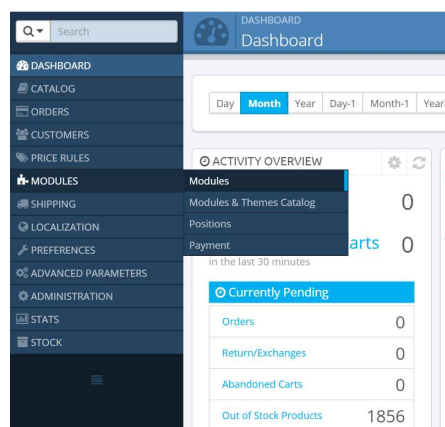 Search
DASHBOARD
Dashboard
DASHBOARD
CATALOG
ORDERS
CUSTOMERS
PRICE RULES
MODULES
SHIPPING
LOCALIZATION
PREFERENCES
ADVANCED PARAMETERS
ADMINISTRATION
STATS
STOCK
Day Month Year Day-1 Month-1 Year
ACTIVITY OVERVIEW
Modules
Modules & Themes Catalog
Positions
Payment
0
arts 0
in the last 30 minutes
Currently Pending
Orders 0
Return/Exchanges 0
Abandoned Carts 0
Out of Stock Products 1856